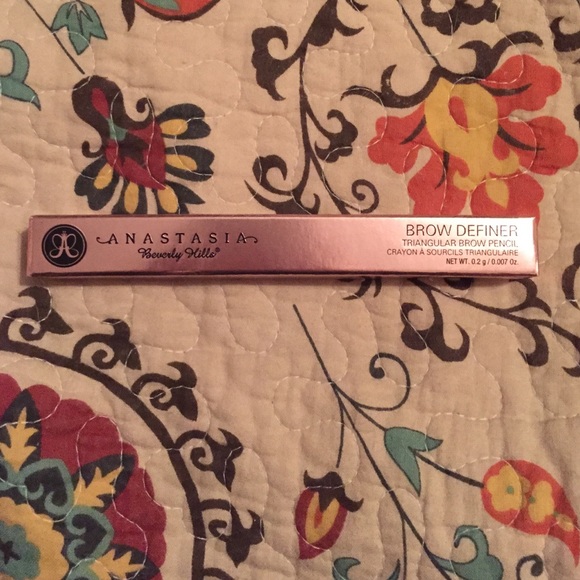 ANASTASIA
Beverly Hills®
BROW DEFINER
TRIANGULAR BROW PENCIL
CRAYON À SOURCILS TRIANGULAIRE
NET WT. 0.2 g / 0.007 Oz.